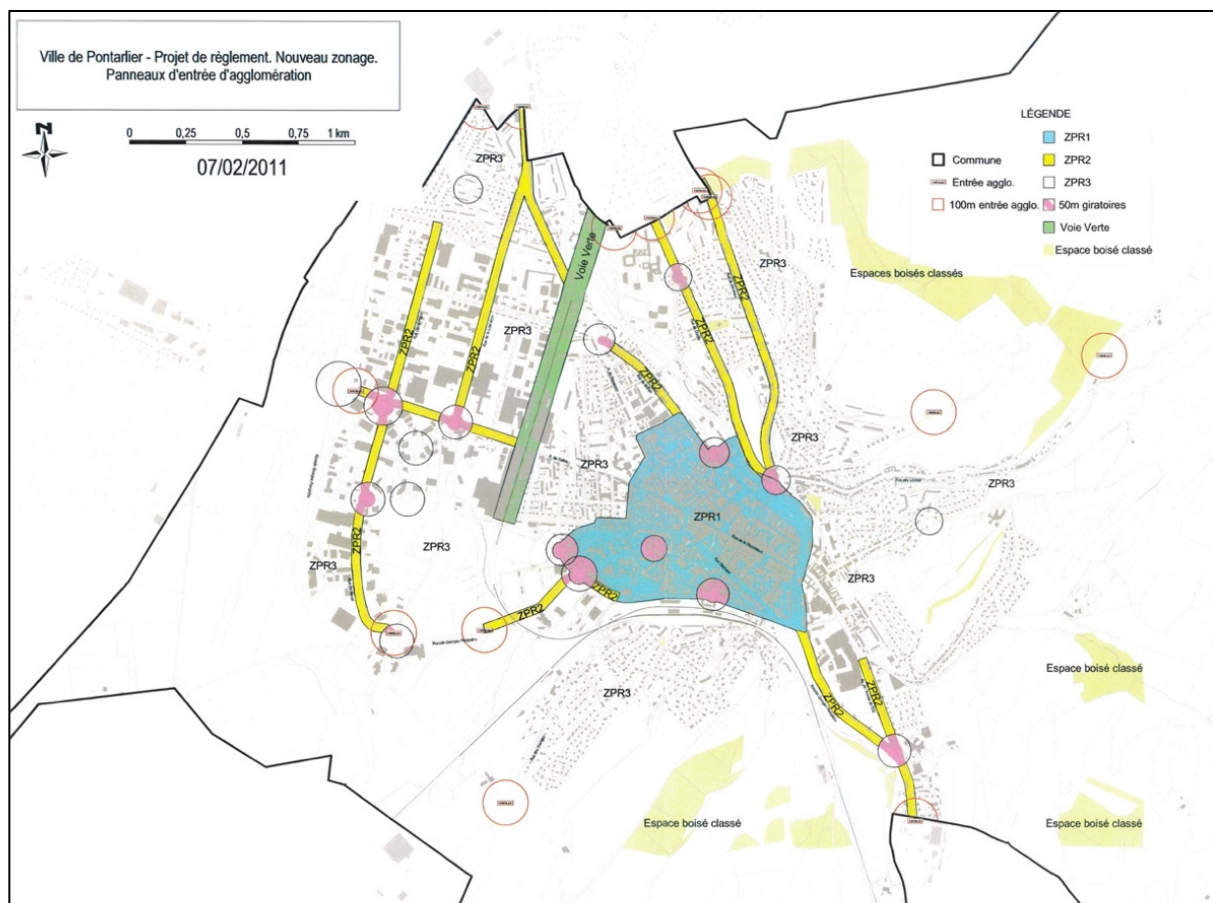 Ville de Pontarlier - Projet de règlement. Nouveau zonage.
Panneaux d'entrée d'agglomération
N
0 0,25 0,5 0,75 1 km
07/02/2011
LÉGENDE
ZPR1
ZPR2
ZPR3
Commune
Entrée agglo.
100m entrée agglo.
50m giratoires
Voie Verte
Espace boisé classé
ZPR3
Voie Verte
ZPR3
Espaces boisés classés
ZPR2
ZPR2
ZPR3
ZPR2
ZPR2
ZPR2
ZPR3
ZPR3
ZPR3
ZPR1
ZPR2
ZPR3
ZPR3
ZPR3
ZPR2
ZPR2
ZPR3
Espace boisé classé
ZPR2
ZPR2
Espace boisé classé
Espace boisé classé